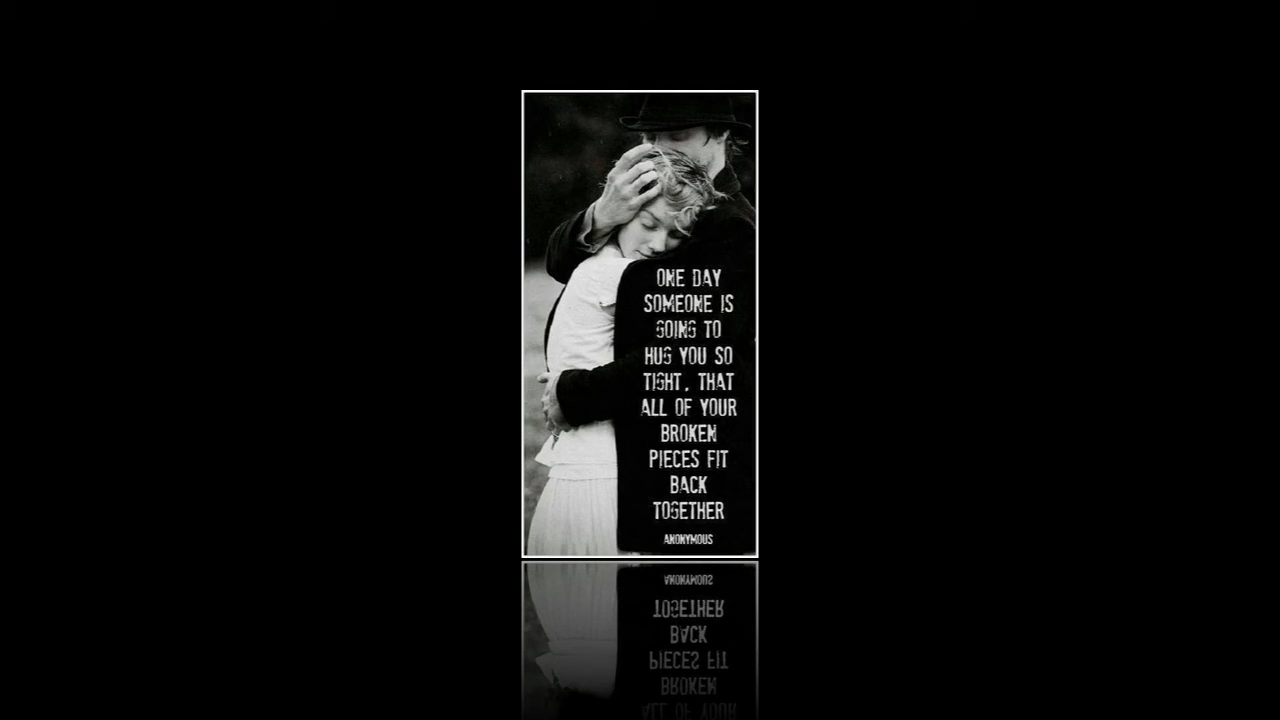 ONE DAY
SOMEONE IS
GOING TO
HUG YOU SO
TIGHT, THAT
ALL OF YOUR
BROKEN
PIECES FIT
BACK
TOGETHER
ANONYMOUS